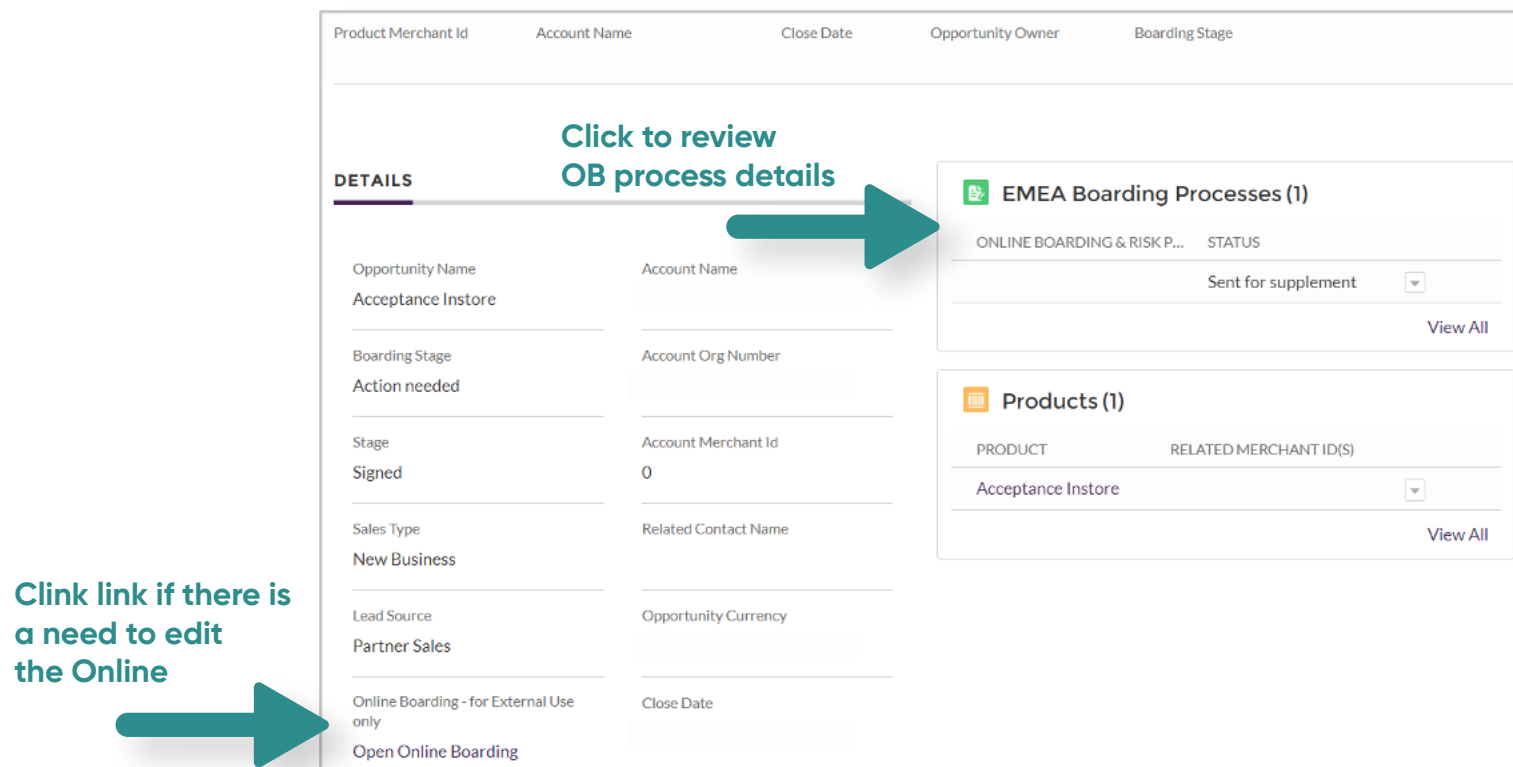 Product Merchant Id Account Name Close Date Opportunity Owner Boarding Stage
Click to review
OB process details
DETAILS
Opportunity Name Account Name
Acceptance Instore
Boarding Stage Account Org Number
Action needed
Stage Account Merchant Id
Signed 0
Sales Type Related Contact Name
New Business
Lead Source Opportunity Currency
Partner Sales
Online Boarding - for External Use Close Date
only
Open Online Boarding
EMEA Boarding Processes (1)
ONLINE BOARDING & RISK P... STATUS
Sent for supplement
View All
Products (1)
PRODUCT RELATED MERCHANT ID(S)
Acceptance Instore
View All
Clink link if there is
a need to edit
the Online